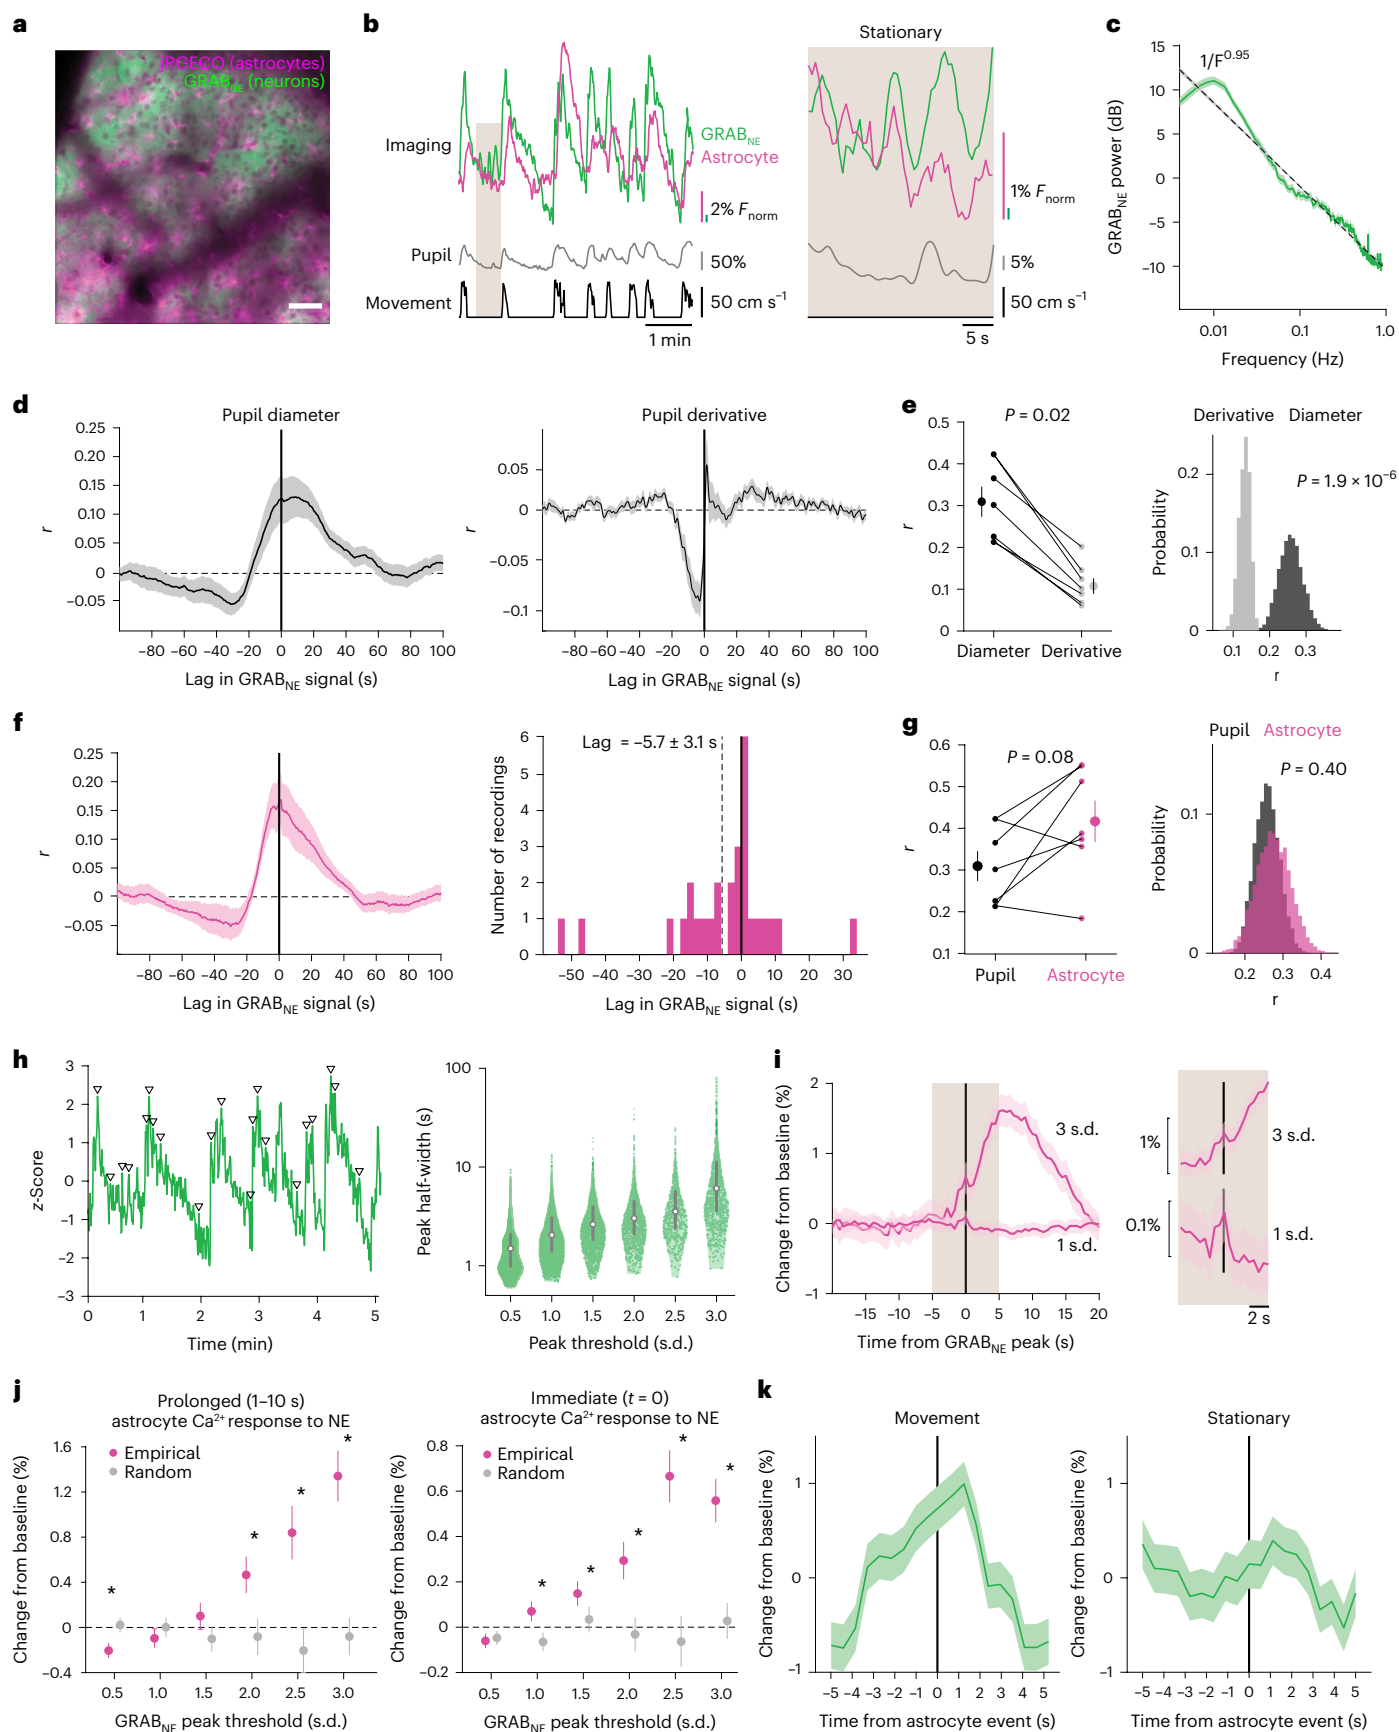 a
jRGECO (astrocytes)
GRABNE (neurons)
b
Stationary
Imaging
GRABNE
Astrocyte
2% Fnorm
1% Fnorm
Pupil
50%
5%
Movement
50 cm s−1
50 cm s−1
1 min
5 s
c
15
10
5
0
−5
−10
1/F0.95
GRABNE power (dB)
0.01 0.1 1.0
Frequency (Hz)
d
Pupil diameter
0.25
0.20
0.15
0.10
0.05
0
−0.05
r
−80 −60 −40 −20 0 20 40 60 80 100
Lag in GRABNE signal (s)
Pupil derivative
0.05
0
−0.05
−0.1
−80 −60 −40 −20 0 20 40 60 80 100
Lag in GRABNE signal (s)
e
P = 0.02
0.5
0.4
0.3
0.2
0.1
0
r
Diameter Derivative
Derivative Diameter
P = 1.9 × 10−6
0.2
0.1
0
Probability
0.1 0.2 0.3
r
f
0.25
0.20
0.15
0.10
0.05
0
−0.05
r
−80 −60 −40 −20 0 20 40 60 80 100
Lag in GRABNE signal (s)
Lag = −5.7 ± 3.1 s
6
5
4
3
2
1
0
Number of recordings
−50 −40 −30 −20 −10 0 10 20 30
Lag in GRABNE signal (s)
g
P = 0.08
0.6
0.5
0.4
0.3
0.2
0.1
r
Pupil Astrocyte
Pupil Astrocyte
P = 0.40
0.1
0
Probability
0.2 0.3 0.4
r
h
3
2
1
0
−1
−2
−3
z-Score
0 1 2 3 4 5
Time (min)
100
10
1
Peak half-width (s)
0.5 1.0 1.5 2.0 2.5 3.0
Peak threshold (s.d.)
i
2
1
0
−1
Change from baseline (%)
3 s.d.
1 s.d.
−15 −10 −5 0 5 10 15 20
Time from GRABNE peak (s)
1%
3 s.d.
0.1%
1 s.d.
2 s
j
Prolonged (1–10 s)
astrocyte Ca2+ response to NE
1.6
1.2
0.8
0.4
0
−0.4
Change from baseline (%)
Empirical
Random
*
*
*
*
0.5 1.0 1.5 2.0 2.5 3.0
GRABNE peak threshold (s.d.)
Immediate (t = 0)
astrocyte Ca2+ response to NE
0.8
0.6
0.4
0.2
0
−0.2
Change from baseline (%)
Empirical
Random
*
*
*
*
*
0.5 1.0 1.5 2.0 2.5 3.0
GRABNE peak threshold (s.d.)
k
Movement
1
0
−1
Change from baseline (%)
−5 −4 −3 −2 −1 0 1 2 3 4 5
Time from astrocyte event (s)
Stationary
1
0
−1
Change from baseline (%)
−5 −4 −3 −2 −1 0 1 2 3 4 5
Time from astrocyte event (s)